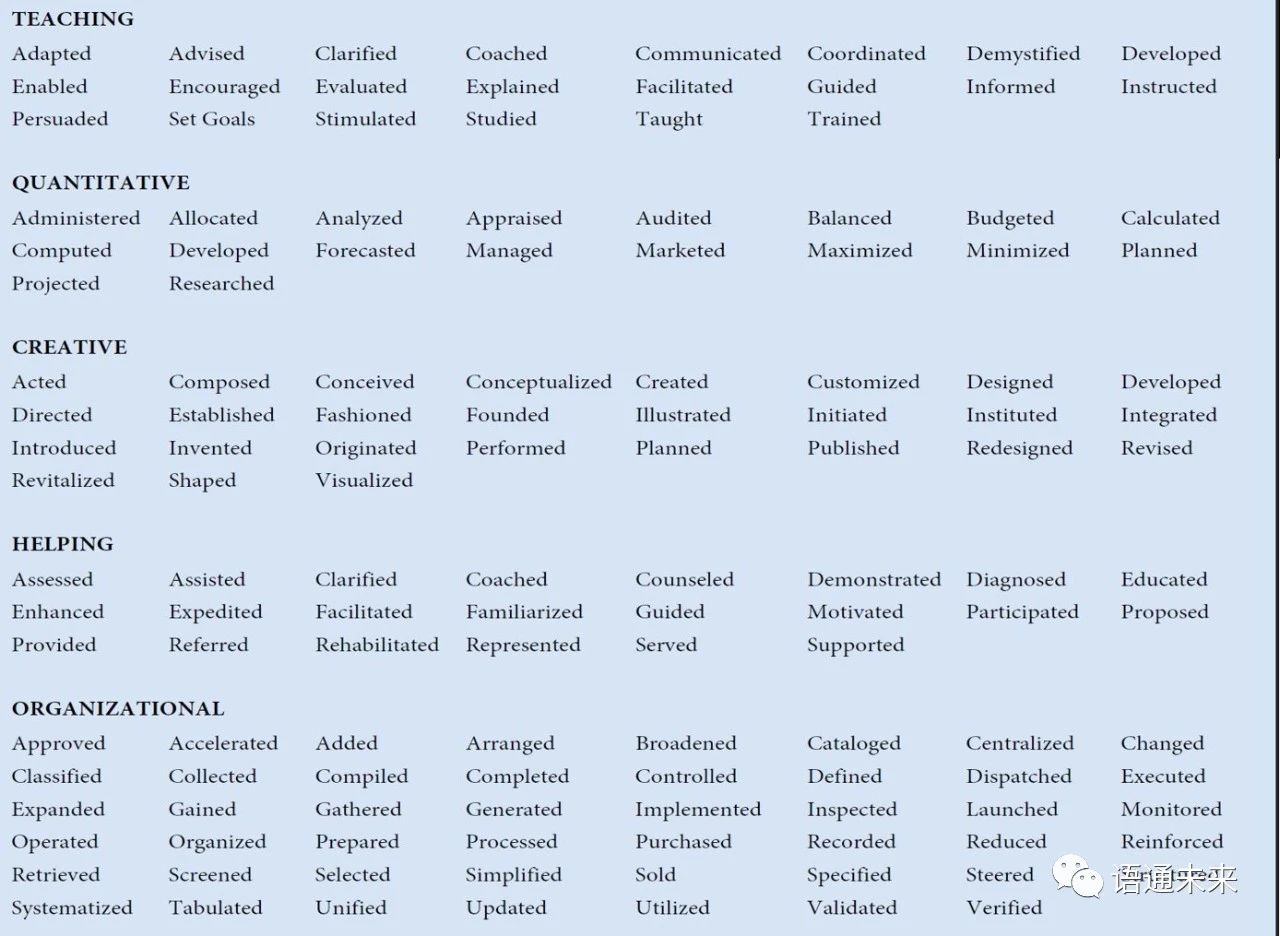 TEACHING
Adapted Advised Clarified Coached Communicated Coordinated Demystified Developed
Enabled Encouraged Evaluated Explained Facilitated Guided Informed Instructed
Persuaded Set Goals Stimulated Studied Taught Trained
QUANTITATIVE
Administered Allocated Analyzed Appraised Audited Balanced Budgeted Calculated
Computed Developed Forecasted Managed Marketed Maximized Minimized Planned
Projected Researched
CREATIVE
Acted Composed Conceived Conceptualized Created Customized Designed Developed
Directed Established Fashioned Founded Illustrated Initiated Instituted Integrated
Introduced Invented Originated Performed Planned Published Redesigned Revised
Revitalized Shaped Visualized
HELPING
Assessed Assisted Clarified Coached Counseled Demonstrated Diagnosed Educated
Enhanced Expedited Facilitated Familiarized Guided Motivated Participated Proposed
Provided Referred Rehabilitated Represented Served Supported
ORGANIZATIONAL
Approved Accelerated Added Arranged Broadened Cataloged Centralized Changed
Classified Collected Compiled Completed Controlled Defined Dispatched Executed
Expanded Gained Gathered Generated Implemented Inspected Launched Monitored
Operated Organized Prepared Processed Purchased Recorded Reduced Reinforced
Retrieved Screened Selected Simplified Sold Specified Steered
语通未来
Systematized Tabulated Unified Updated Utilized Validated Verified